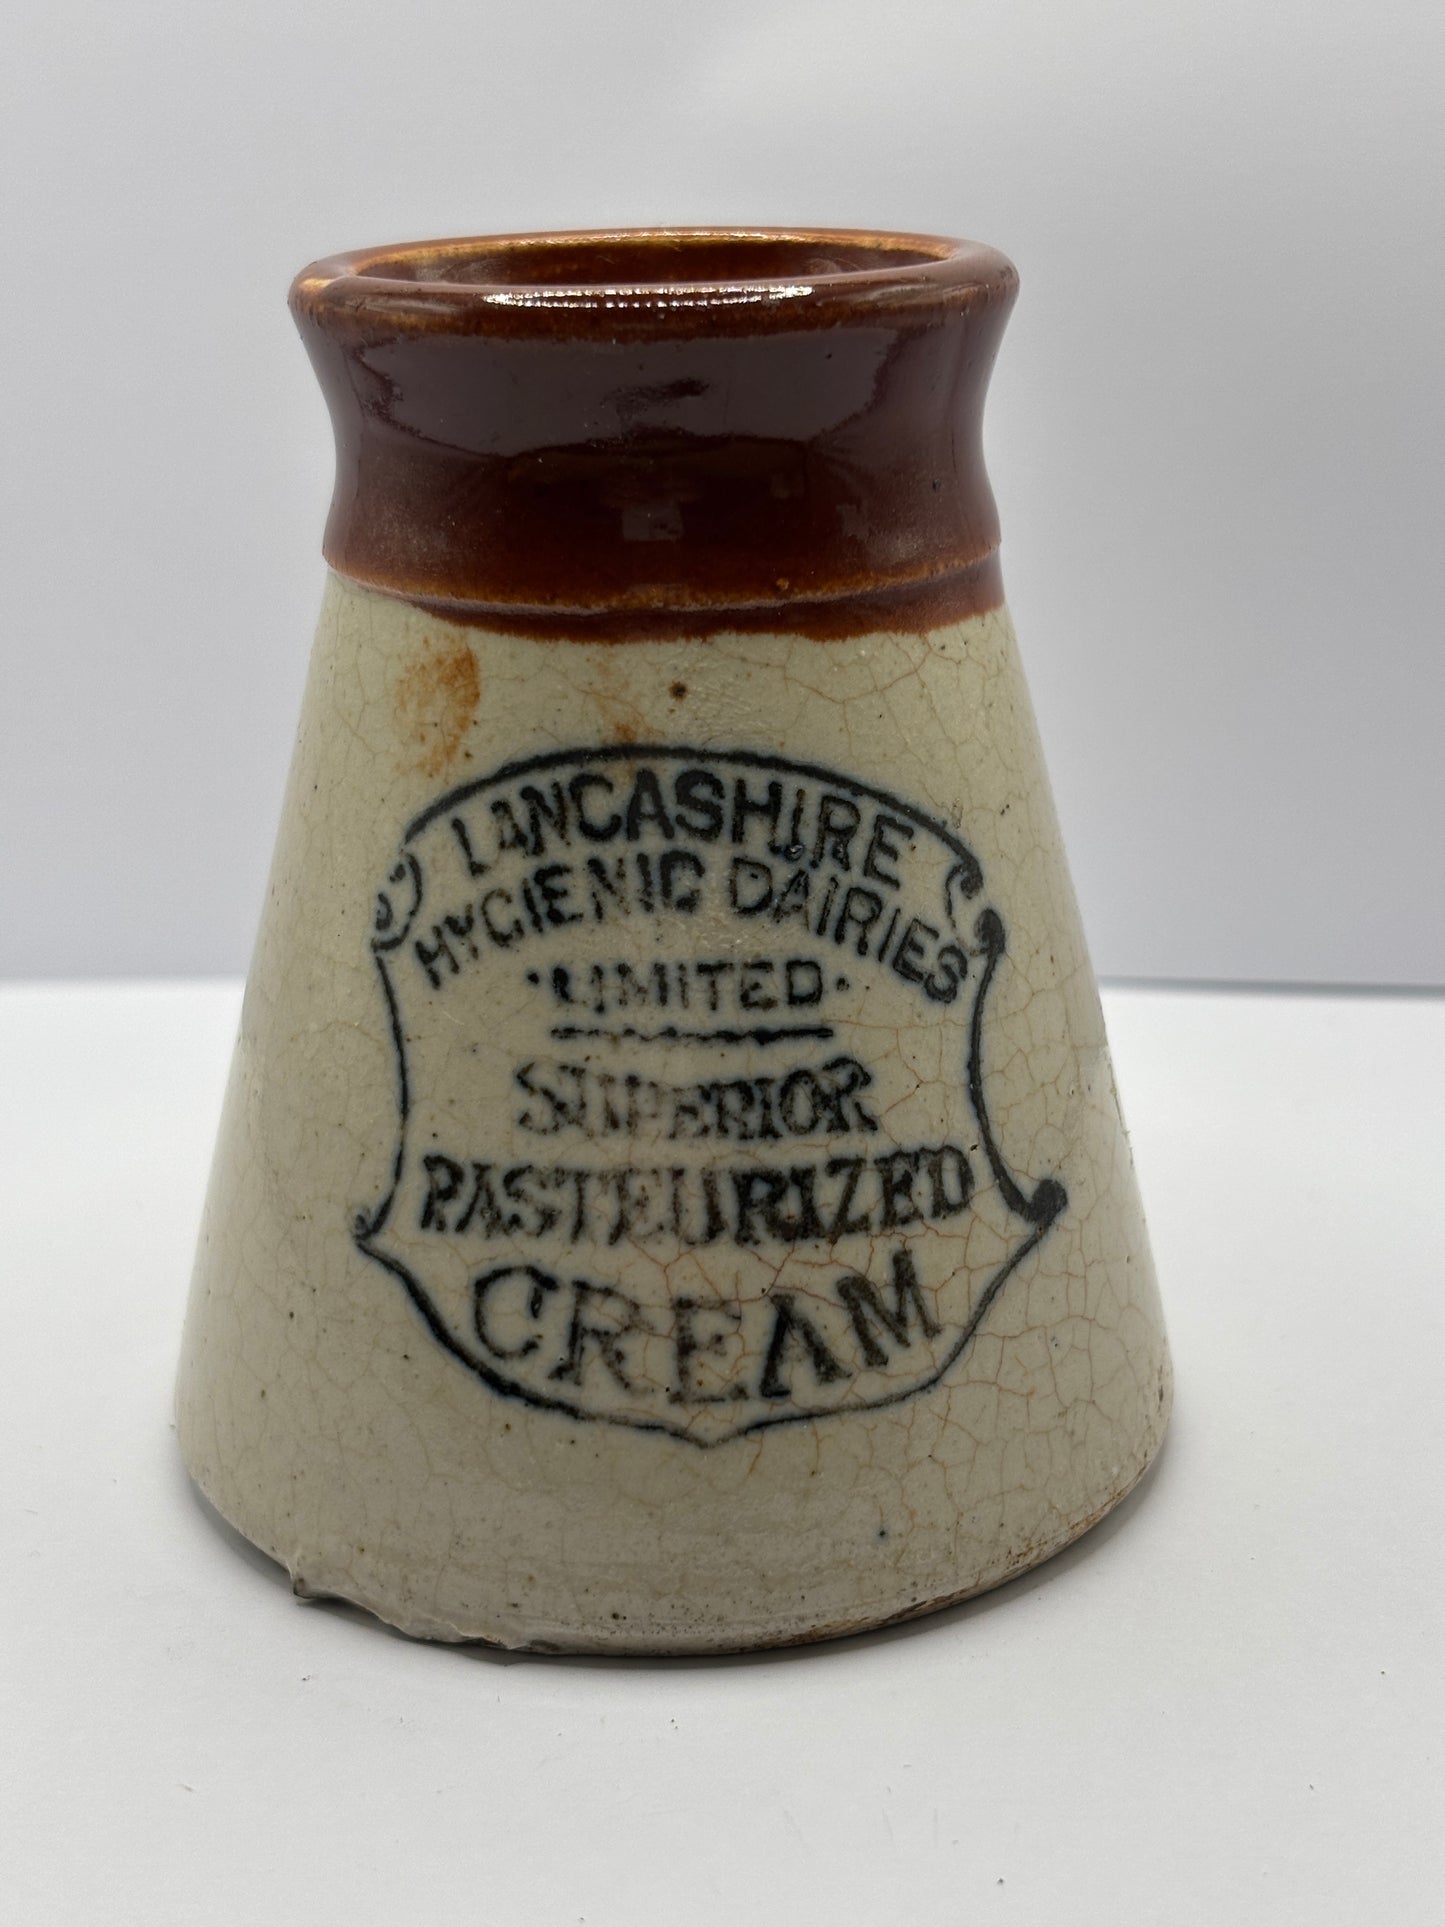 LANCASHIRE
HYGIENIC DAIRIES
·LIMITED·
SUPERIOR
PASTEURIZED
CREAM